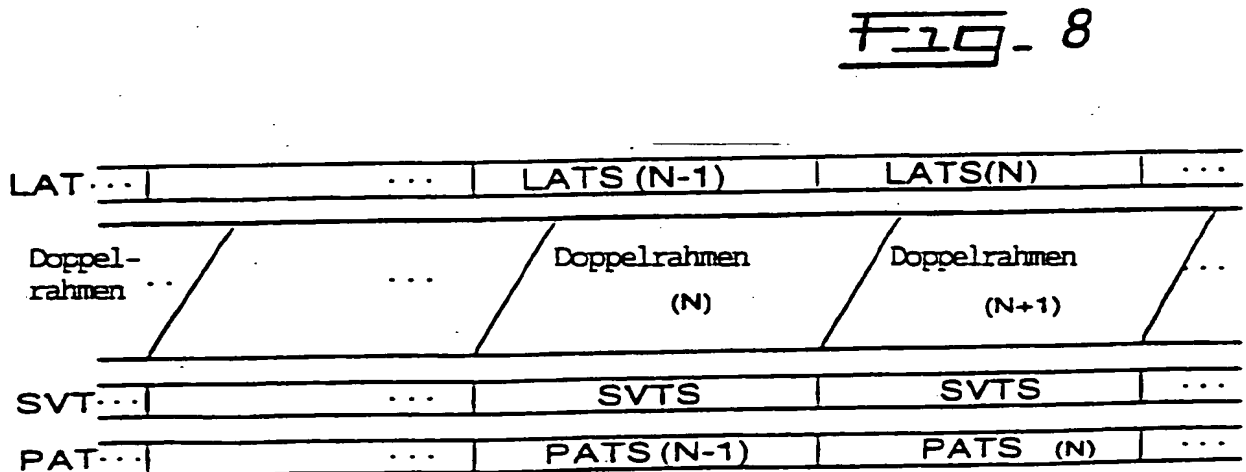 Fig- 8
LAT... | ... | LATS (N-1) | LATS(N) | ...
Doppel-
rahmen ... ... Doppelrahmen (N) Doppelrahmen (N+1) ...
SVT... | ... | SVTS | SVTS | ...
PAT... | ... | PATS (N-1) | PATS (N) | ...